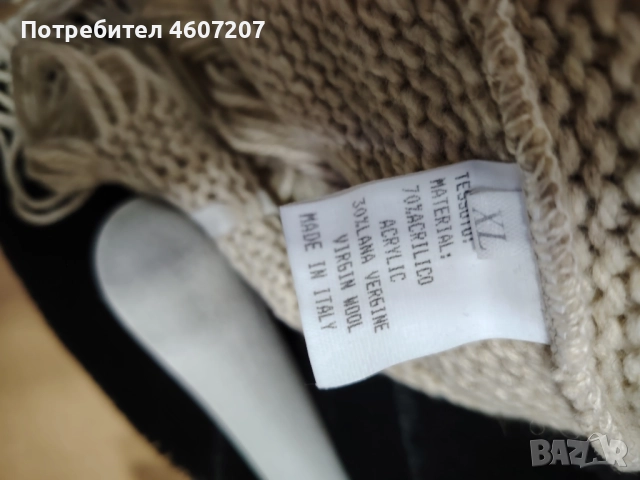 Потребител 4607207
XL
TESSUTO:
MATERIAL:
70%ACRILICO
ACRYLIC
30%LANA VERGINE
VIRGIN WOOL
MADE IN ITALY
BAZAR